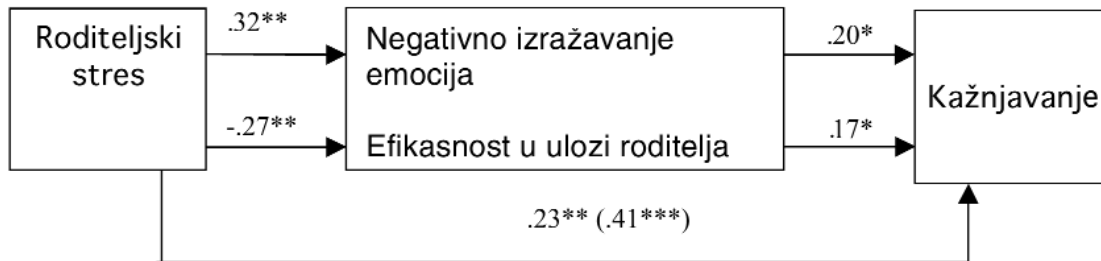 Roditeljski
stres
.32**
-.27**
Negativno izražavanje
emocija
Efikasnost u ulozi roditelja
.20*
.17*
Kažnjavanje
.23** (.41***)